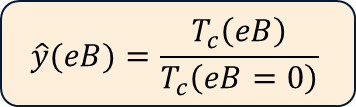 ŷ(eB) = T_c(eB) / T_c(eB = 0)